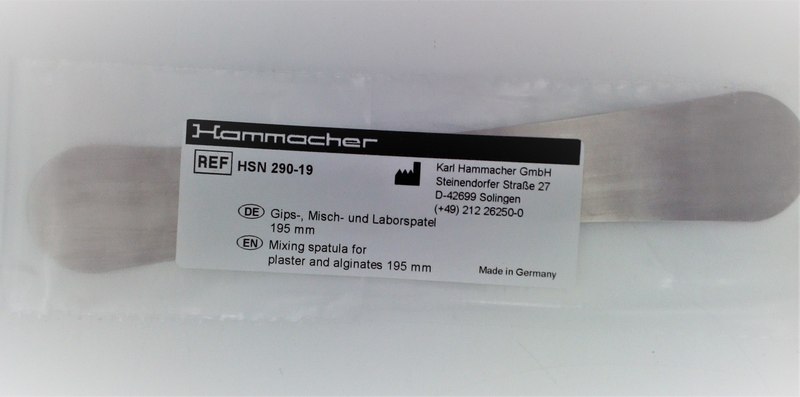 Hammacher
REF HSN 290-19
Karl Hammacher GmbH
Steinendorfer Straße 27
D-42699 Solingen
(+49) 212 26250-0
DE Gips-, Misch- und Laborspatel
195 mm
EN Mixing spatula for
plaster and alginates 195 mm
Made in Germany